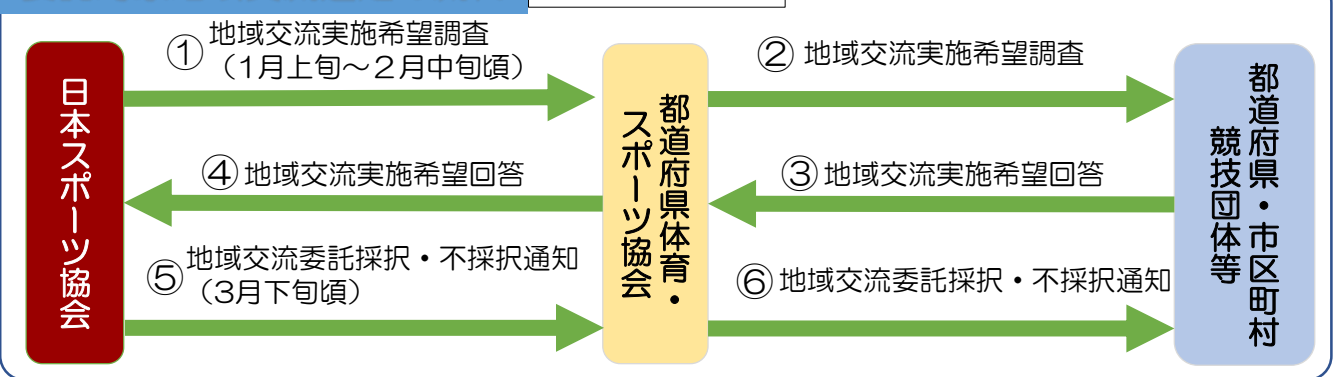 ①地域交流実施希望調査
（1月上旬～２月中旬頃）
②地域交流実施希望調査
日本スポーツ協会
都道府県体育・
スポーツ協会
都道府県・市区町村
競技団体等
④地域交流実施希望回答
③地域交流実施希望回答
⑤地域交流委託採択・不採択通知
（3月下旬頃）
⑥地域交流委託採択・不採択通知